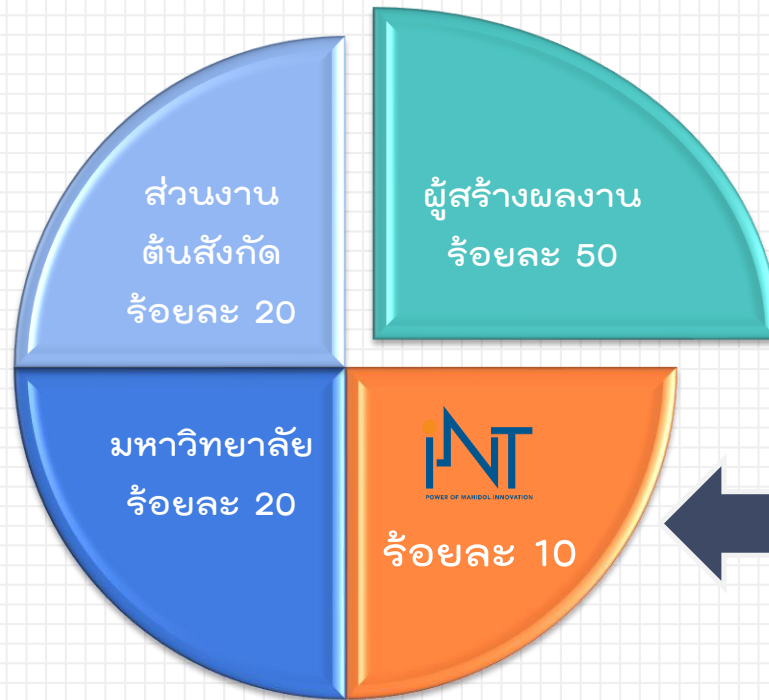 ส่วนงาน
ต้นสังกัด
ร้อยละ 20
ผู้สร้างผลงาน
ร้อยละ 50
มหาวิทยาลัย
ร้อยละ 20
iNT
POWER OF MAHIDOL INNOVATION
ร้อยละ 10